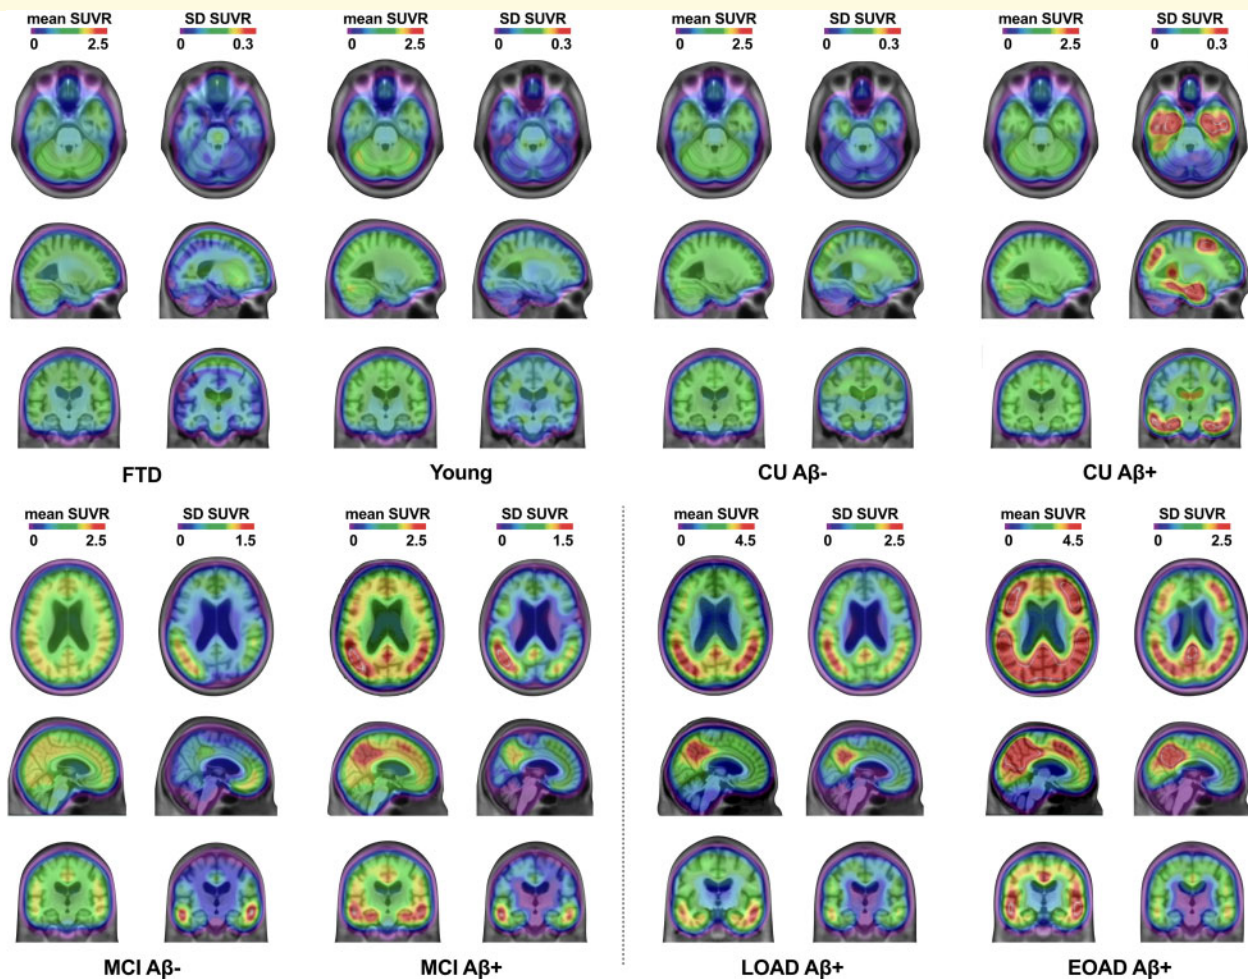 mean SUVR SD SUVR mean SUVR SD SUVR mean SUVR SD SUVR mean SUVR SD SUVR
0 2.5 0 0.3 0 2.5 0 0.3 0 2.5 0 0.3 0 2.5 0 0.3
FTD Young CU Aβ- CU Aβ+
mean SUVR SD SUVR mean SUVR SD SUVR mean SUVR SD SUVR mean SUVR SD SUVR
0 2.5 0 1.5 0 2.5 0 1.5 0 4.5 0 2.5 0 4.5 0 2.5
MCI Aβ- MCI Aβ+ LOAD Aβ+ EOAD Aβ+